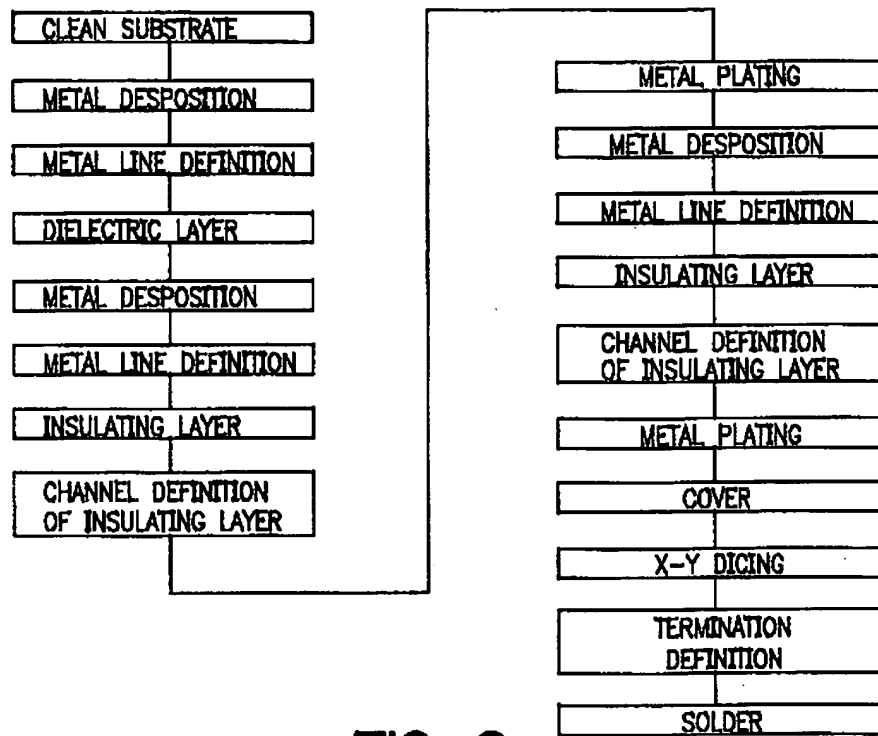 CLEAN SUBSTRATE
METAL DESPOSITION
METAL LINE DEFINITION
DIELECTRIC LAYER
METAL DESPOSITION
METAL LINE DEFINITION
INSULATING LAYER
CHANNEL DEFINITION
OF INSULATING LAYER
METAL PLATING
METAL DESPOSITION
METAL LINE DEFINITION
INSULATING LAYER
CHANNEL DEFINITION
OF INSULATING LAYER
METAL PLATING
COVER
X-Y DICING
TERMINATION
DEFINITION
SOLDER